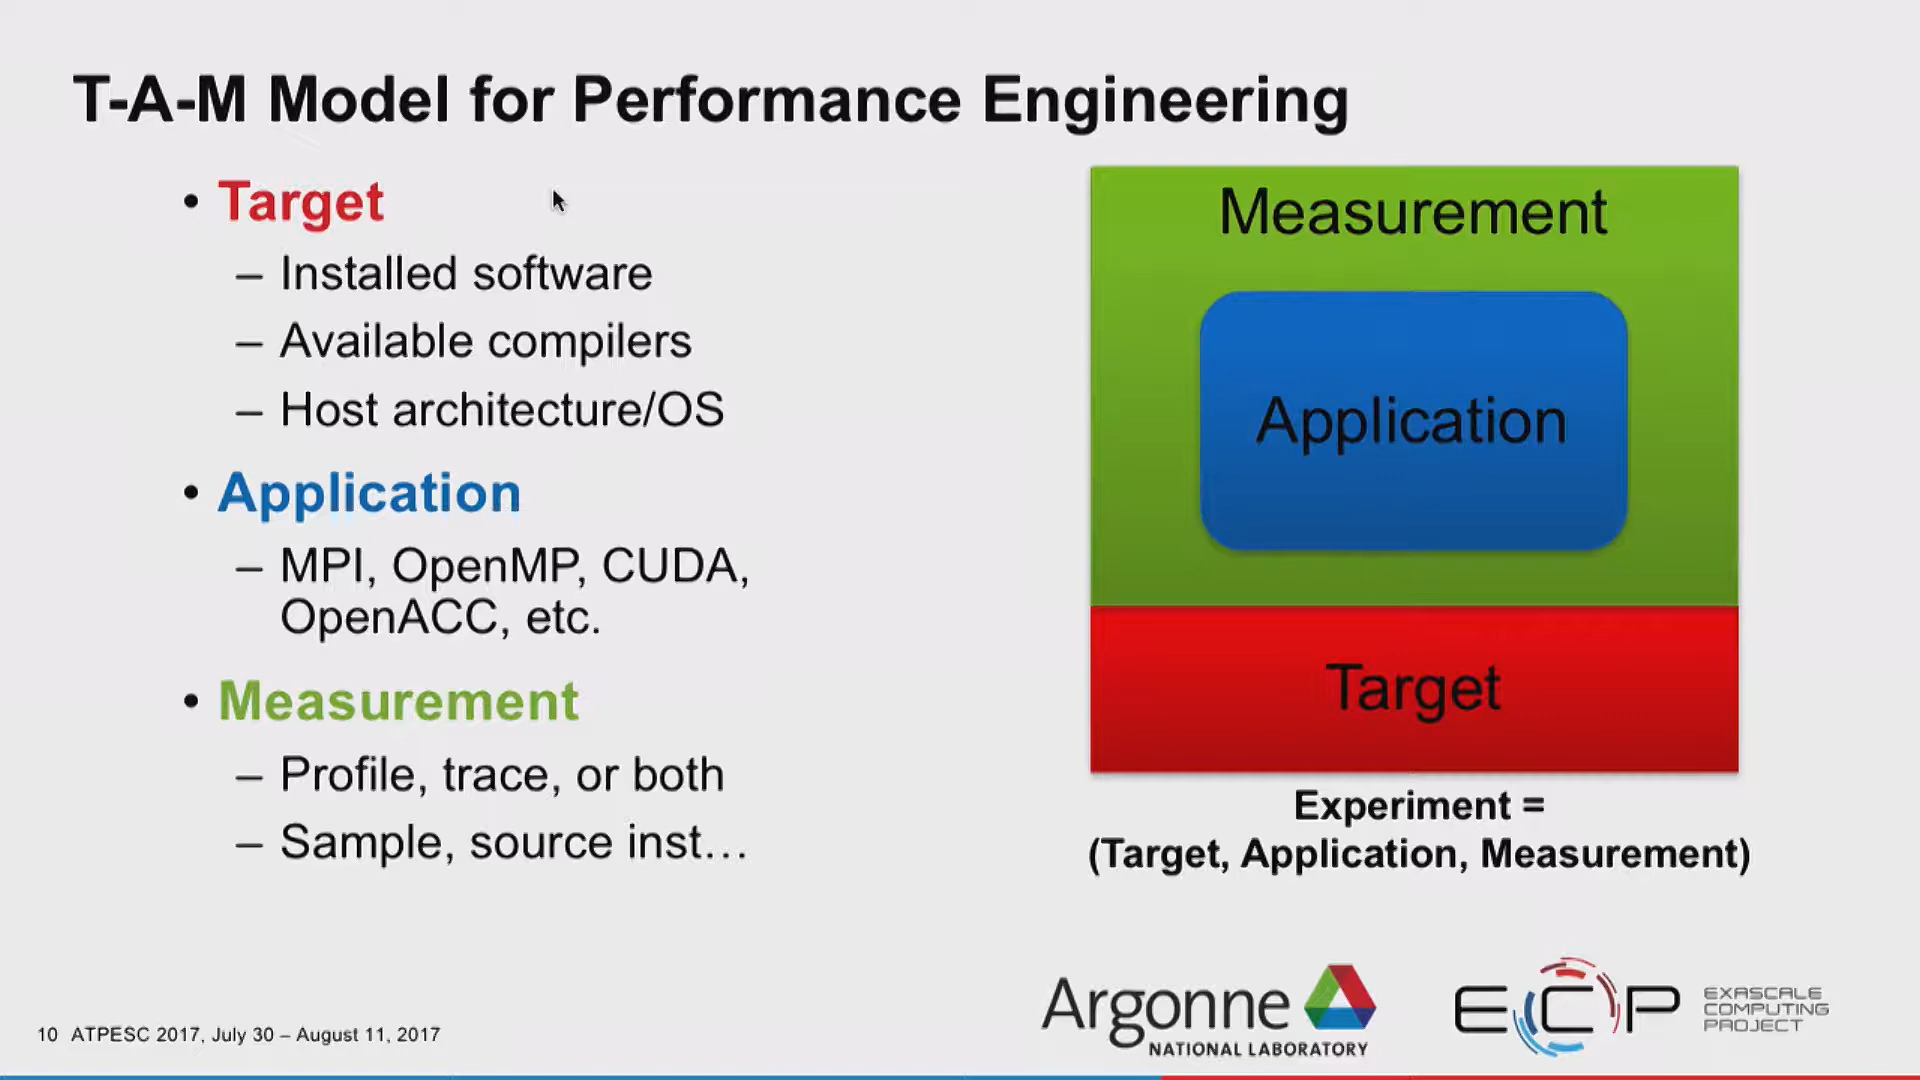 T-A-M Model for Performance Engineering
• Target
– Installed software
– Available compilers
– Host architecture/OS
• Application
– MPI, OpenMP, CUDA,
OpenACC, etc.
• Measurement
– Profile, trace, or both
– Sample, source inst…
Measurement
Application
Target
Experiment =
(Target, Application, Measurement)
10 ATPESC 2017, July 30 – August 11, 2017
Argonne
NATIONAL LABORATORY
ECP
EXASCALE
COMPUTING
PROJECT